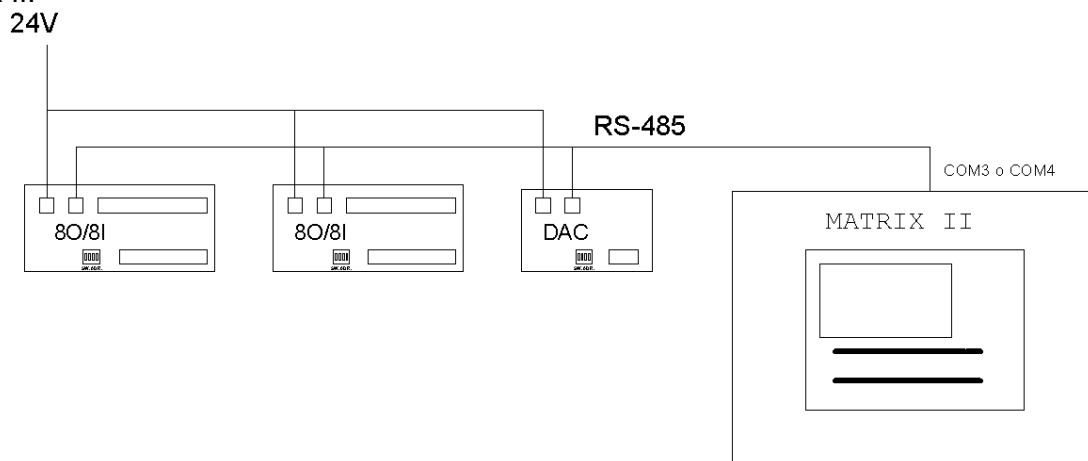 24V
RS-485
COM3 o COM4
MATRIX II
8O/8I
8O/8I
DAC